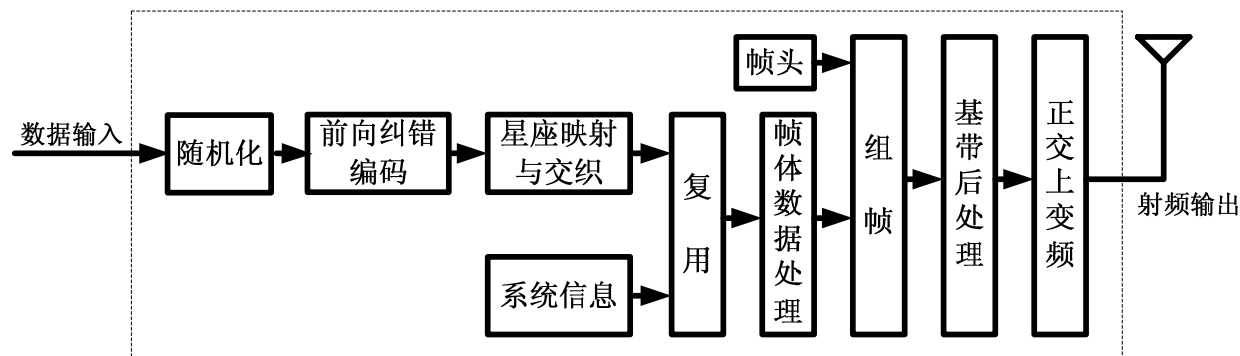 数据输入
随机化
前向纠错
编码
星座映射
与交织
系统信息
复用
帧头
帧体数据处理
组帧
基带后处理
正交上变频
射频输出